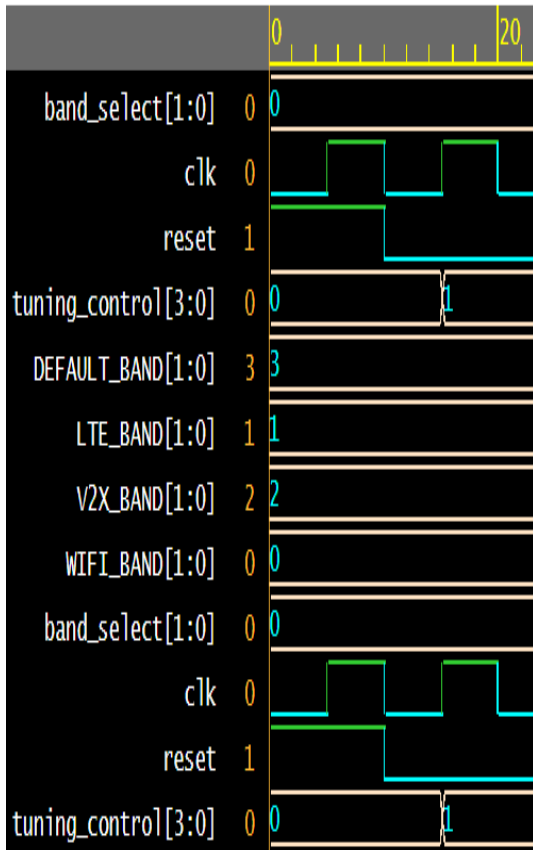 0 20
band_select[1:0] 0 0
clk 0
reset 1
tuning_control[3:0] 0 0 1
DEFAULT_BAND[1:0] 3 3
LTE_BAND[1:0] 1 1
V2X_BAND[1:0] 2 2
WIFI_BAND[1:0] 0 0
band_select[1:0] 0 0
clk 0
reset 1
tuning_control[3:0] 0 0 1